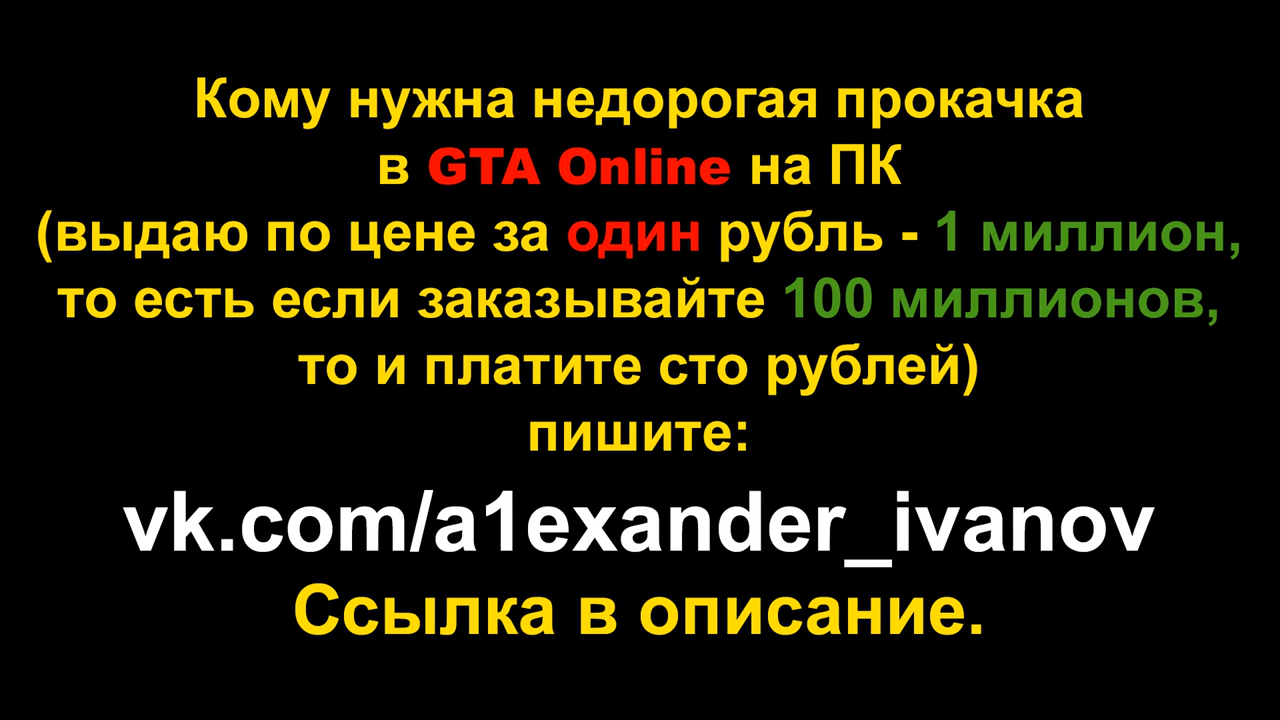 Кому нужна недорогая прокачка
в GTA Online на ПК
(выдаю по цене за один рубль - 1 миллион,
то есть если заказывайте 100 миллионов,
то и платите сто рублей)
пишите:
vk.com/a1exander_ivanov
Ссылка в описание.